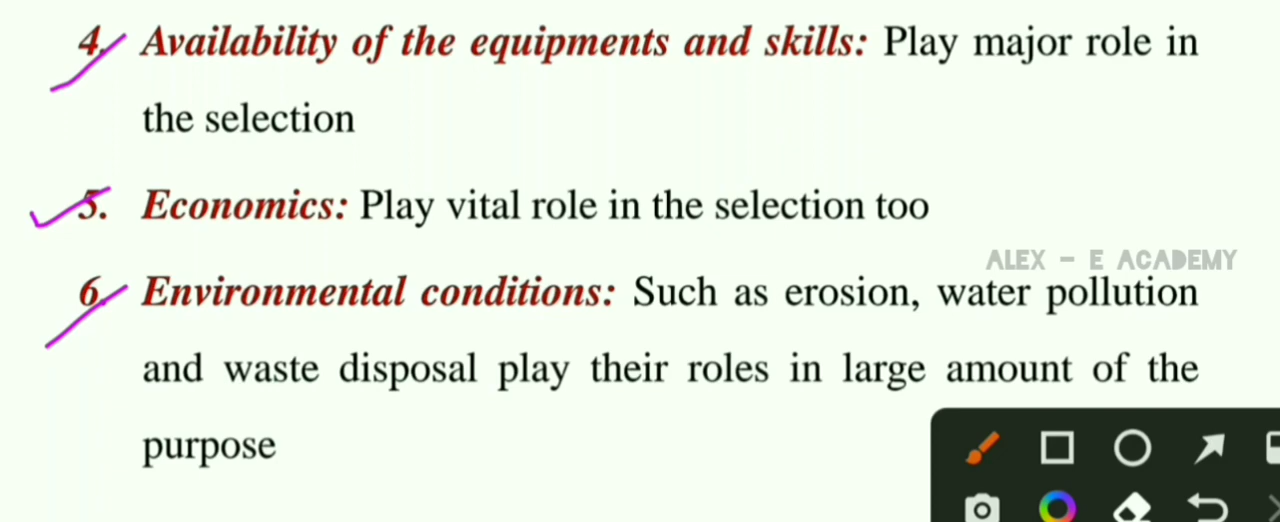 4. Availability of the equipments and skills: Play major role in
the selection
5. Economics: Play vital role in the selection too
ALEX - E ACADEMY
6. Environmental conditions: Such as erosion, water pollution
and waste disposal play their roles in large amount of the
purpose